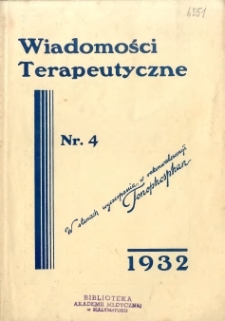 6251
Wiadomości
Terapeutyczne
Nr. 4
W stanach wyczerpania i rekonwalescencji
Tonophosphan
1932
BIBLIOTEKA
AKADEMII MEDYCZNEJ
w BIAŁYMSTOKU